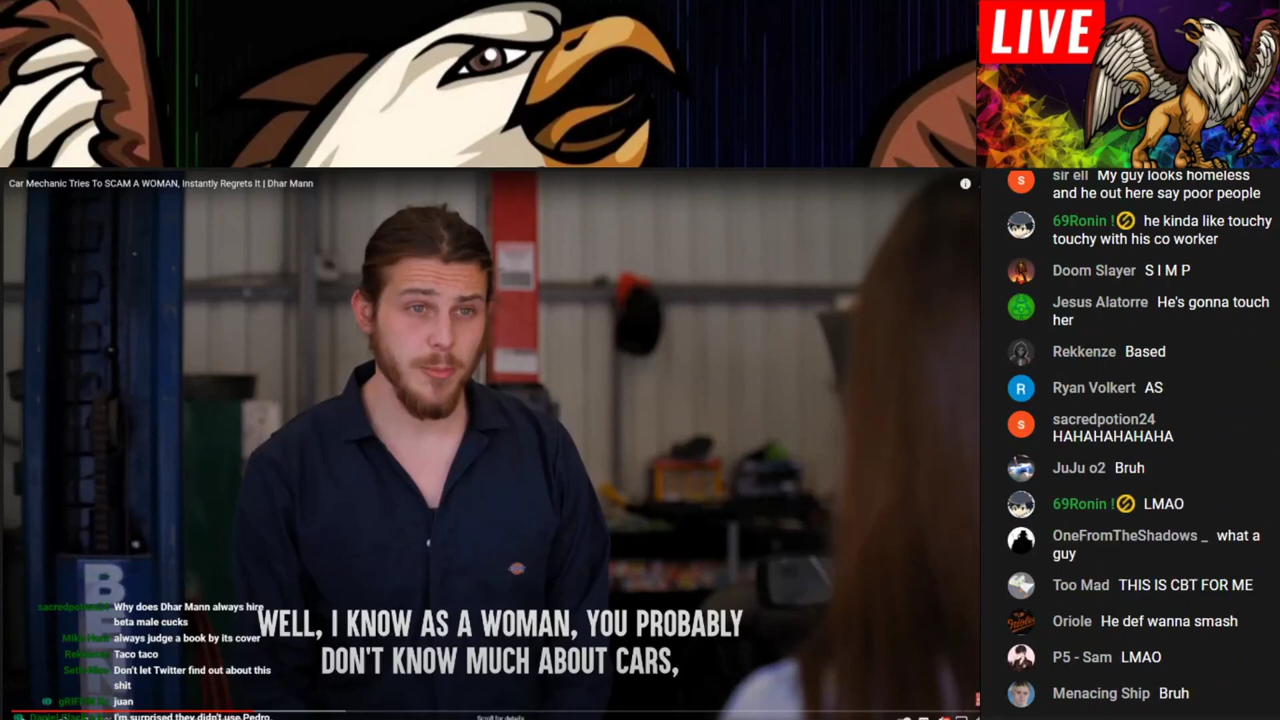 LIVE
Car Mechanic Tries To SCAM A WOMAN, Instantly Regrets It | Dhar Mann
sir ell My guy looks homeless
and he out here say poor people
69Ronin ! he kinda like touchy
touchy with his co worker
Doom Slayer S I M P
Jesus Alatorre He's gonna touch
her
Rekkenze Based
Ryan Volkert AS
sacredpotion24
HAHAHAHAHAHA
JuJu o2 Bruh
69Ronin ! LMAO
OneFromTheShadows _ what a
guy
Too Mad THIS IS CBT FOR ME
Oriole He def wanna smash
P5 - Sam LMAO
Menacing Ship Bruh
B
Why does Dhar Mann always hire
beta male cucks
always judge a book by its cover
Taco taco
Don't let Twitter find out about this
shit
juan
I'm surprised they didn't use Pedro.
WELL, I KNOW AS A WOMAN, YOU PROBABLY
DON'T KNOW MUCH ABOUT CARS,
Scroll for details